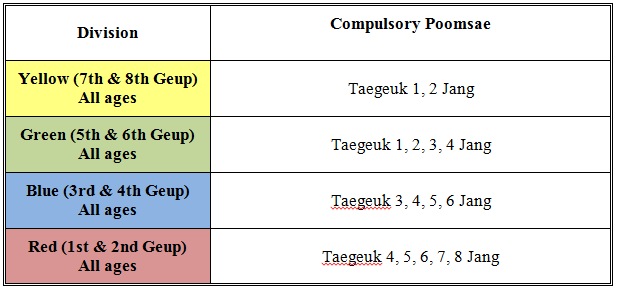 Division
Compulsory Poomsae
Yellow (7th & 8th Geup)
All ages
Taegeuk 1, 2 Jang
Green (5th & 6th Geup)
All ages
Taegeuk 1, 2, 3, 4 Jang
Blue (3rd & 4th Geup)
All ages
Taegeuk 3, 4, 5, 6 Jang
Red (1st & 2nd Geup)
All ages
Taegeuk 4, 5, 6, 7, 8 Jang